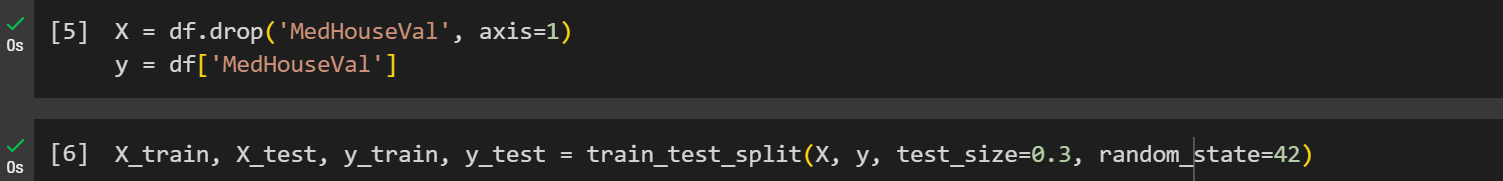 [5] X = df.drop('MedHouseVal', axis=1)
0s
y = df['MedHouseVal']
[6] X_train, X_test, y_train, y_test = train_test_split(X, y, test_size=0.3, random_state=42)
0s